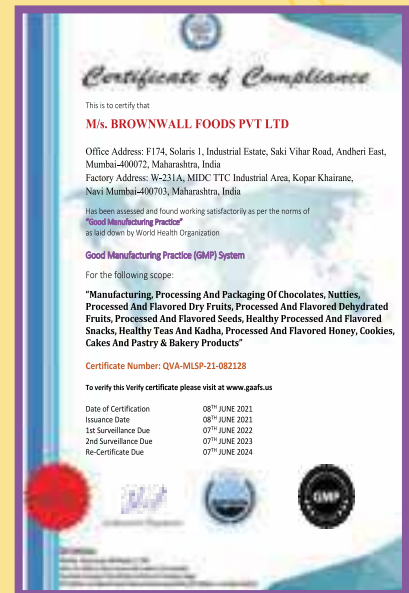 Certificate of Compliance
This is to certify that
M/s. BROWNWALL FOODS PVT LTD
Office Address: F174, Solaris 1, Industrial Estate, Saki Vihar Road, Andheri East,
Mumbai-400072, Maharashtra, India
Factory Address: W-231A, MIDC TTC Industrial Area, Kopar Khairane,
Navi Mumbai-400703, Maharashtra, India
Has been assessed and found working satisfactorily as per the norms of
"Good Manufacturing Practice"
as laid down by World Health Organization
Good Manufacturing Practice (GMP) System
For the following scope:
"Manufacturing, Processing And Packaging Of Chocolates, Nutties,
Processed And Flavored Dry Fruits, Processed And Flavored Dehydrated
Fruits, Processed And Flavored Seeds, Healthy Processed And Flavored
Snacks, Healthy Teas And Kadha, Processed And Flavored Honey, Cookies,
Cakes And Pastry & Bakery Products"
Certificate Number: QVA-MLSP-21-082128
To verify this Verify certificate please visit at www.gaafs.us
Date of Certification 08TH JUNE 2021
Issuance Date 08TH JUNE 2021
1st Surveillance Due 07TH JUNE 2022
2nd Surveillance Due 07TH JUNE 2023
Re-Certificate Due 07TH JUNE 2024
GMP